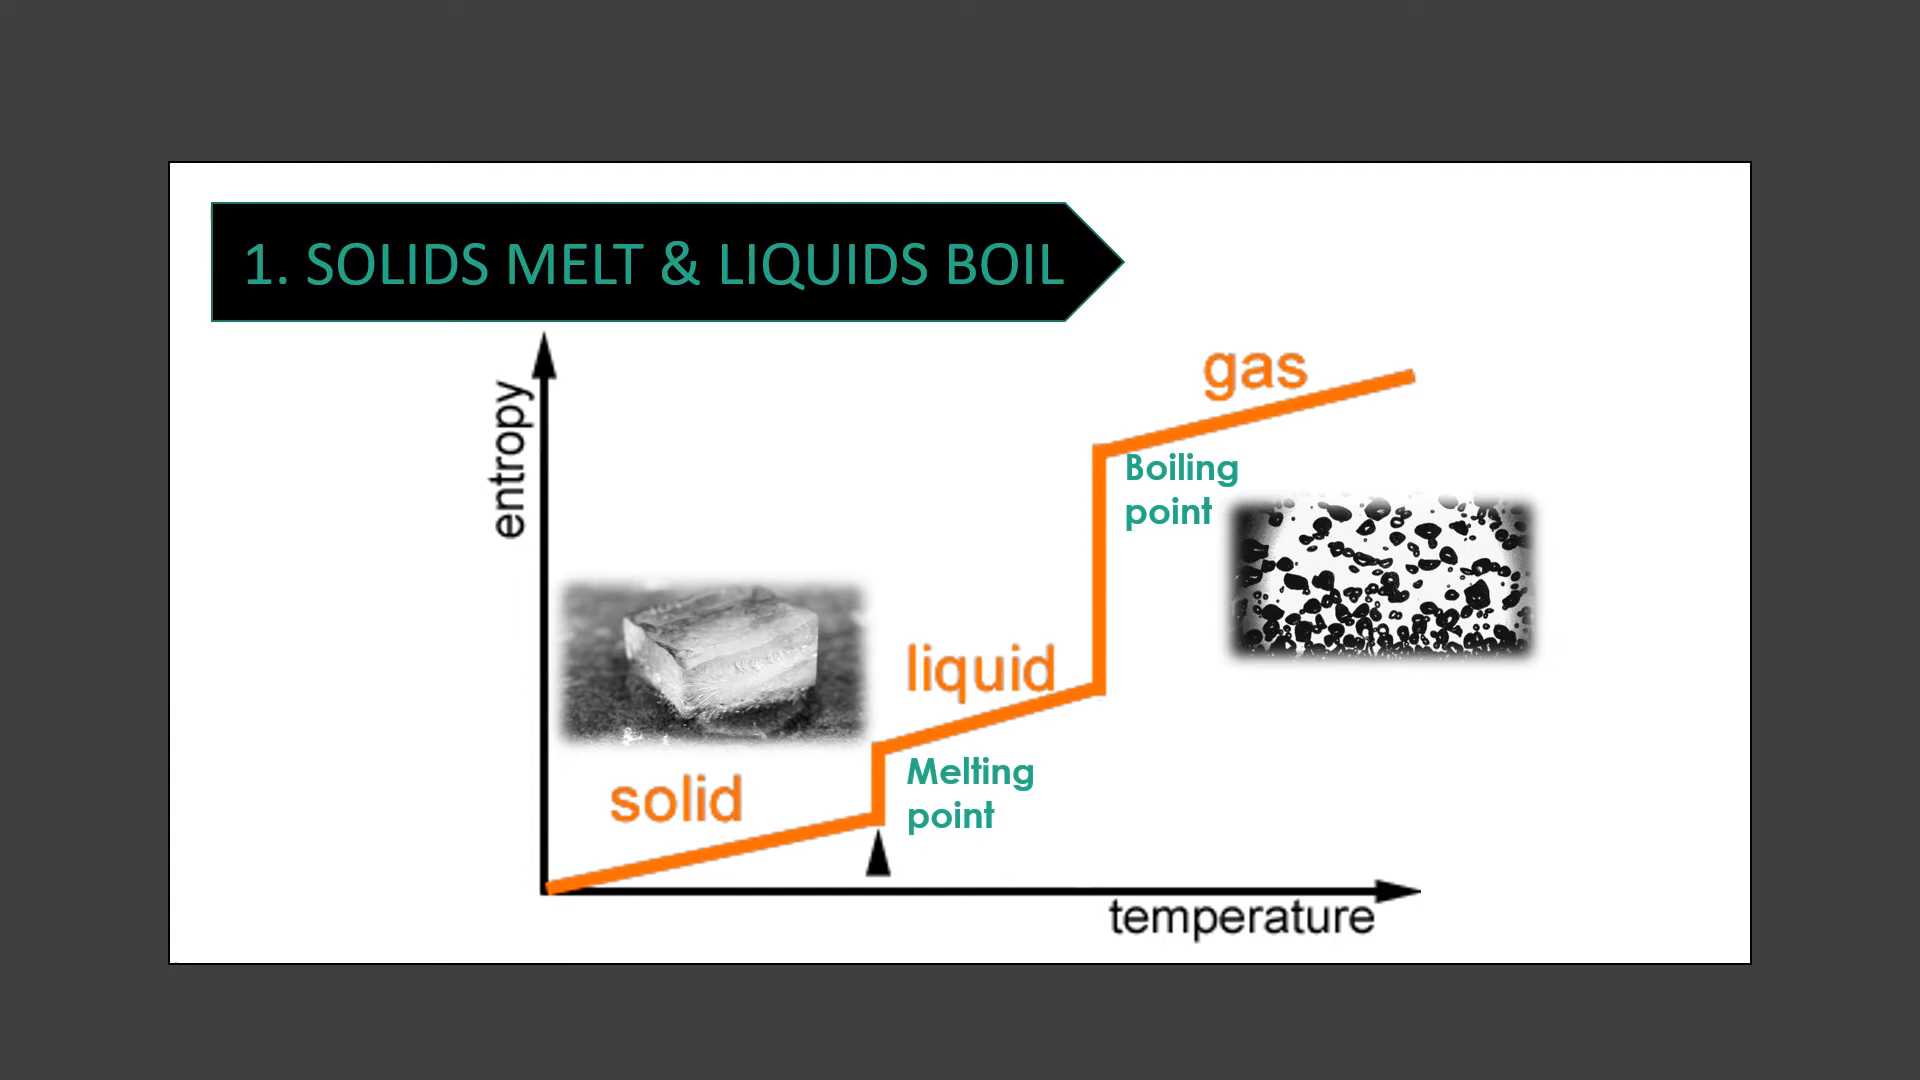 1. SOLIDS MELT & LIQUIDS BOIL
entropy
gas
Boiling
point
liquid
Melting
point
solid
temperature